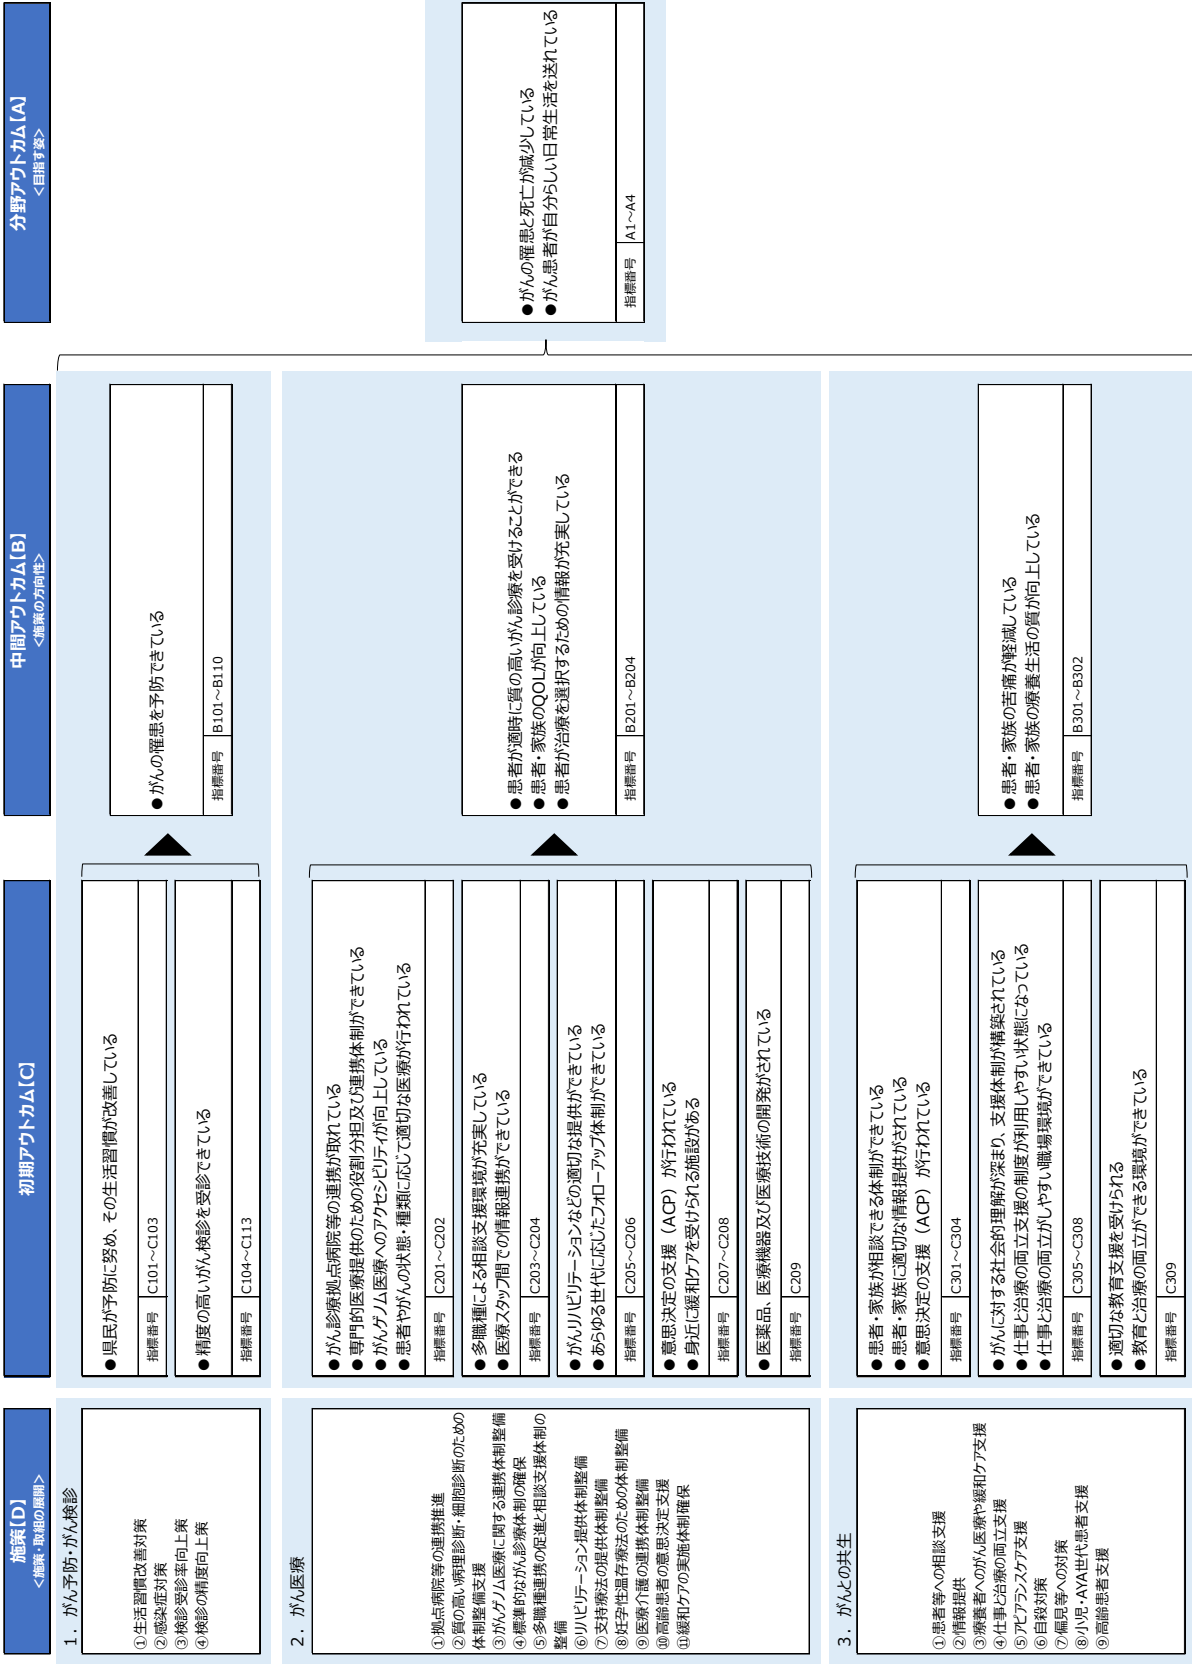 施策【D】
<施策・取組の展開>
初期アウトカム【C】
中間アウトカム【B】
<施策の方向性>
分野アウトカム【A】
<目指す姿>
1．がん予防・がん検診
①生活習慣改善対策
②感染症対策
③検診受診率向上策
④検診の精度向上策
●県民が予防に努め、その生活習慣が改善している
指標番号 C101～C103
●精度の高いがん検診を受診できている
指標番号 C104～C113
●がんの罹患を予防できている
指標番号 B101～B110
2．がん医療
①拠点病院等の連携推進
②質の高い病理診断・細胞診断のための
体制整備支援
③がんゲノム医療に関する連携体制整備
④標準的ながん診療体制の確保
⑤多職種連携の促進と相談支援体制の
整備
⑥リハビリテーション提供体制整備
⑦支持療法の提供体制整備
⑧妊孕性温存療法のための体制整備
⑨医療介護の連携体制整備
⑩高齢患者の意思決定支援
⑪緩和ケアの実施体制確保
●がん診療拠点病院等の連携が取れている
●専門的医療提供のための役割分担及び連携体制ができている
●がんゲノム医療へのアクセシビリティが向上している
●患者やがんの状態・種類に応じて適切な医療が行われている
指標番号 C201～C202
●多職種による相談支援環境が充実している
●医療スタッフ間での情報連携ができている
指標番号 C203～C204
●がんリハビリテーションなどの適切な提供ができている
●あらゆる世代に応じたフォローアップ体制ができている
指標番号 C205～C206
●意思決定の支援（ACP）が行われている
●身近に緩和ケアを受けられる施設がある
指標番号 C207～C208
●医薬品、医療機器及び医療技術の開発がされている
指標番号 C209
●患者が適時に質の高いがん診療を受けることができる
●患者・家族のQOLが向上している
●患者が治療を選択するための情報が充実している
指標番号 B201～B204
●がんの罹患と死亡が減少している
●がん患者が自分らしい日常生活を送れている
指標番号 A1～A4
3．がんとの共生
①患者等への相談支援
②情報提供
③療養者へのがん医療や緩和ケア支援
④仕事と治療の両立支援
⑤アピアランスケア支援
⑥自殺対策
⑦偏見等への対策
⑧小児・AYA世代患者支援
⑨高齢患者支援
●患者・家族が相談できる体制ができている
●患者・家族に適切な情報提供がされている
●意思決定の支援（ACP）が行われている
指標番号 C301～C304
●がんに対する社会的理解が深まり、支援体制が構築されている
●仕事と治療の両立支援の制度が利用しやすい状態になっている
●仕事と治療の両立がしやすい職場環境ができている
指標番号 C305～C308
●適切な教育支援を受けられる
●教育と治療の両立ができる環境ができている
指標番号 C309
●患者・家族の苦痛が軽減している
●患者・家族の療養生活の質が向上している
指標番号 B301～B302